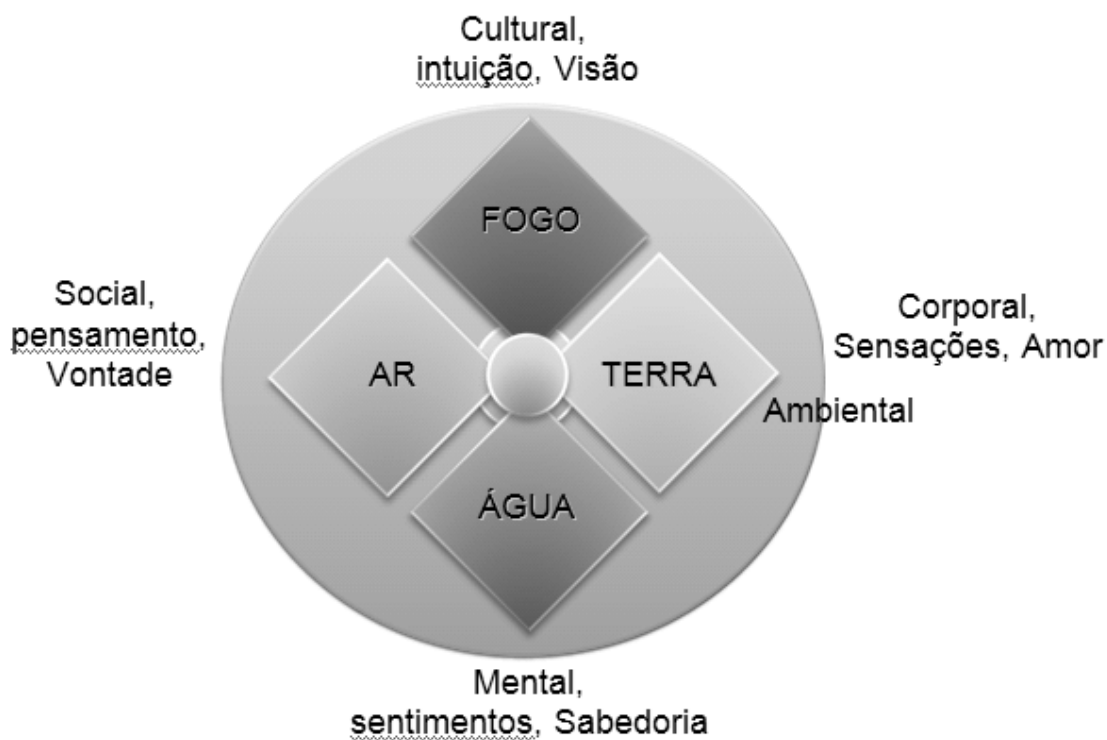 Cultural,
intuição, Visão
FOGO
Social,
pensamento,
Vontade
AR
TERRA
Corporal,
Sensações, Amor
Ambiental
ÁGUA
Mental,
sentimentos, Sabedoria